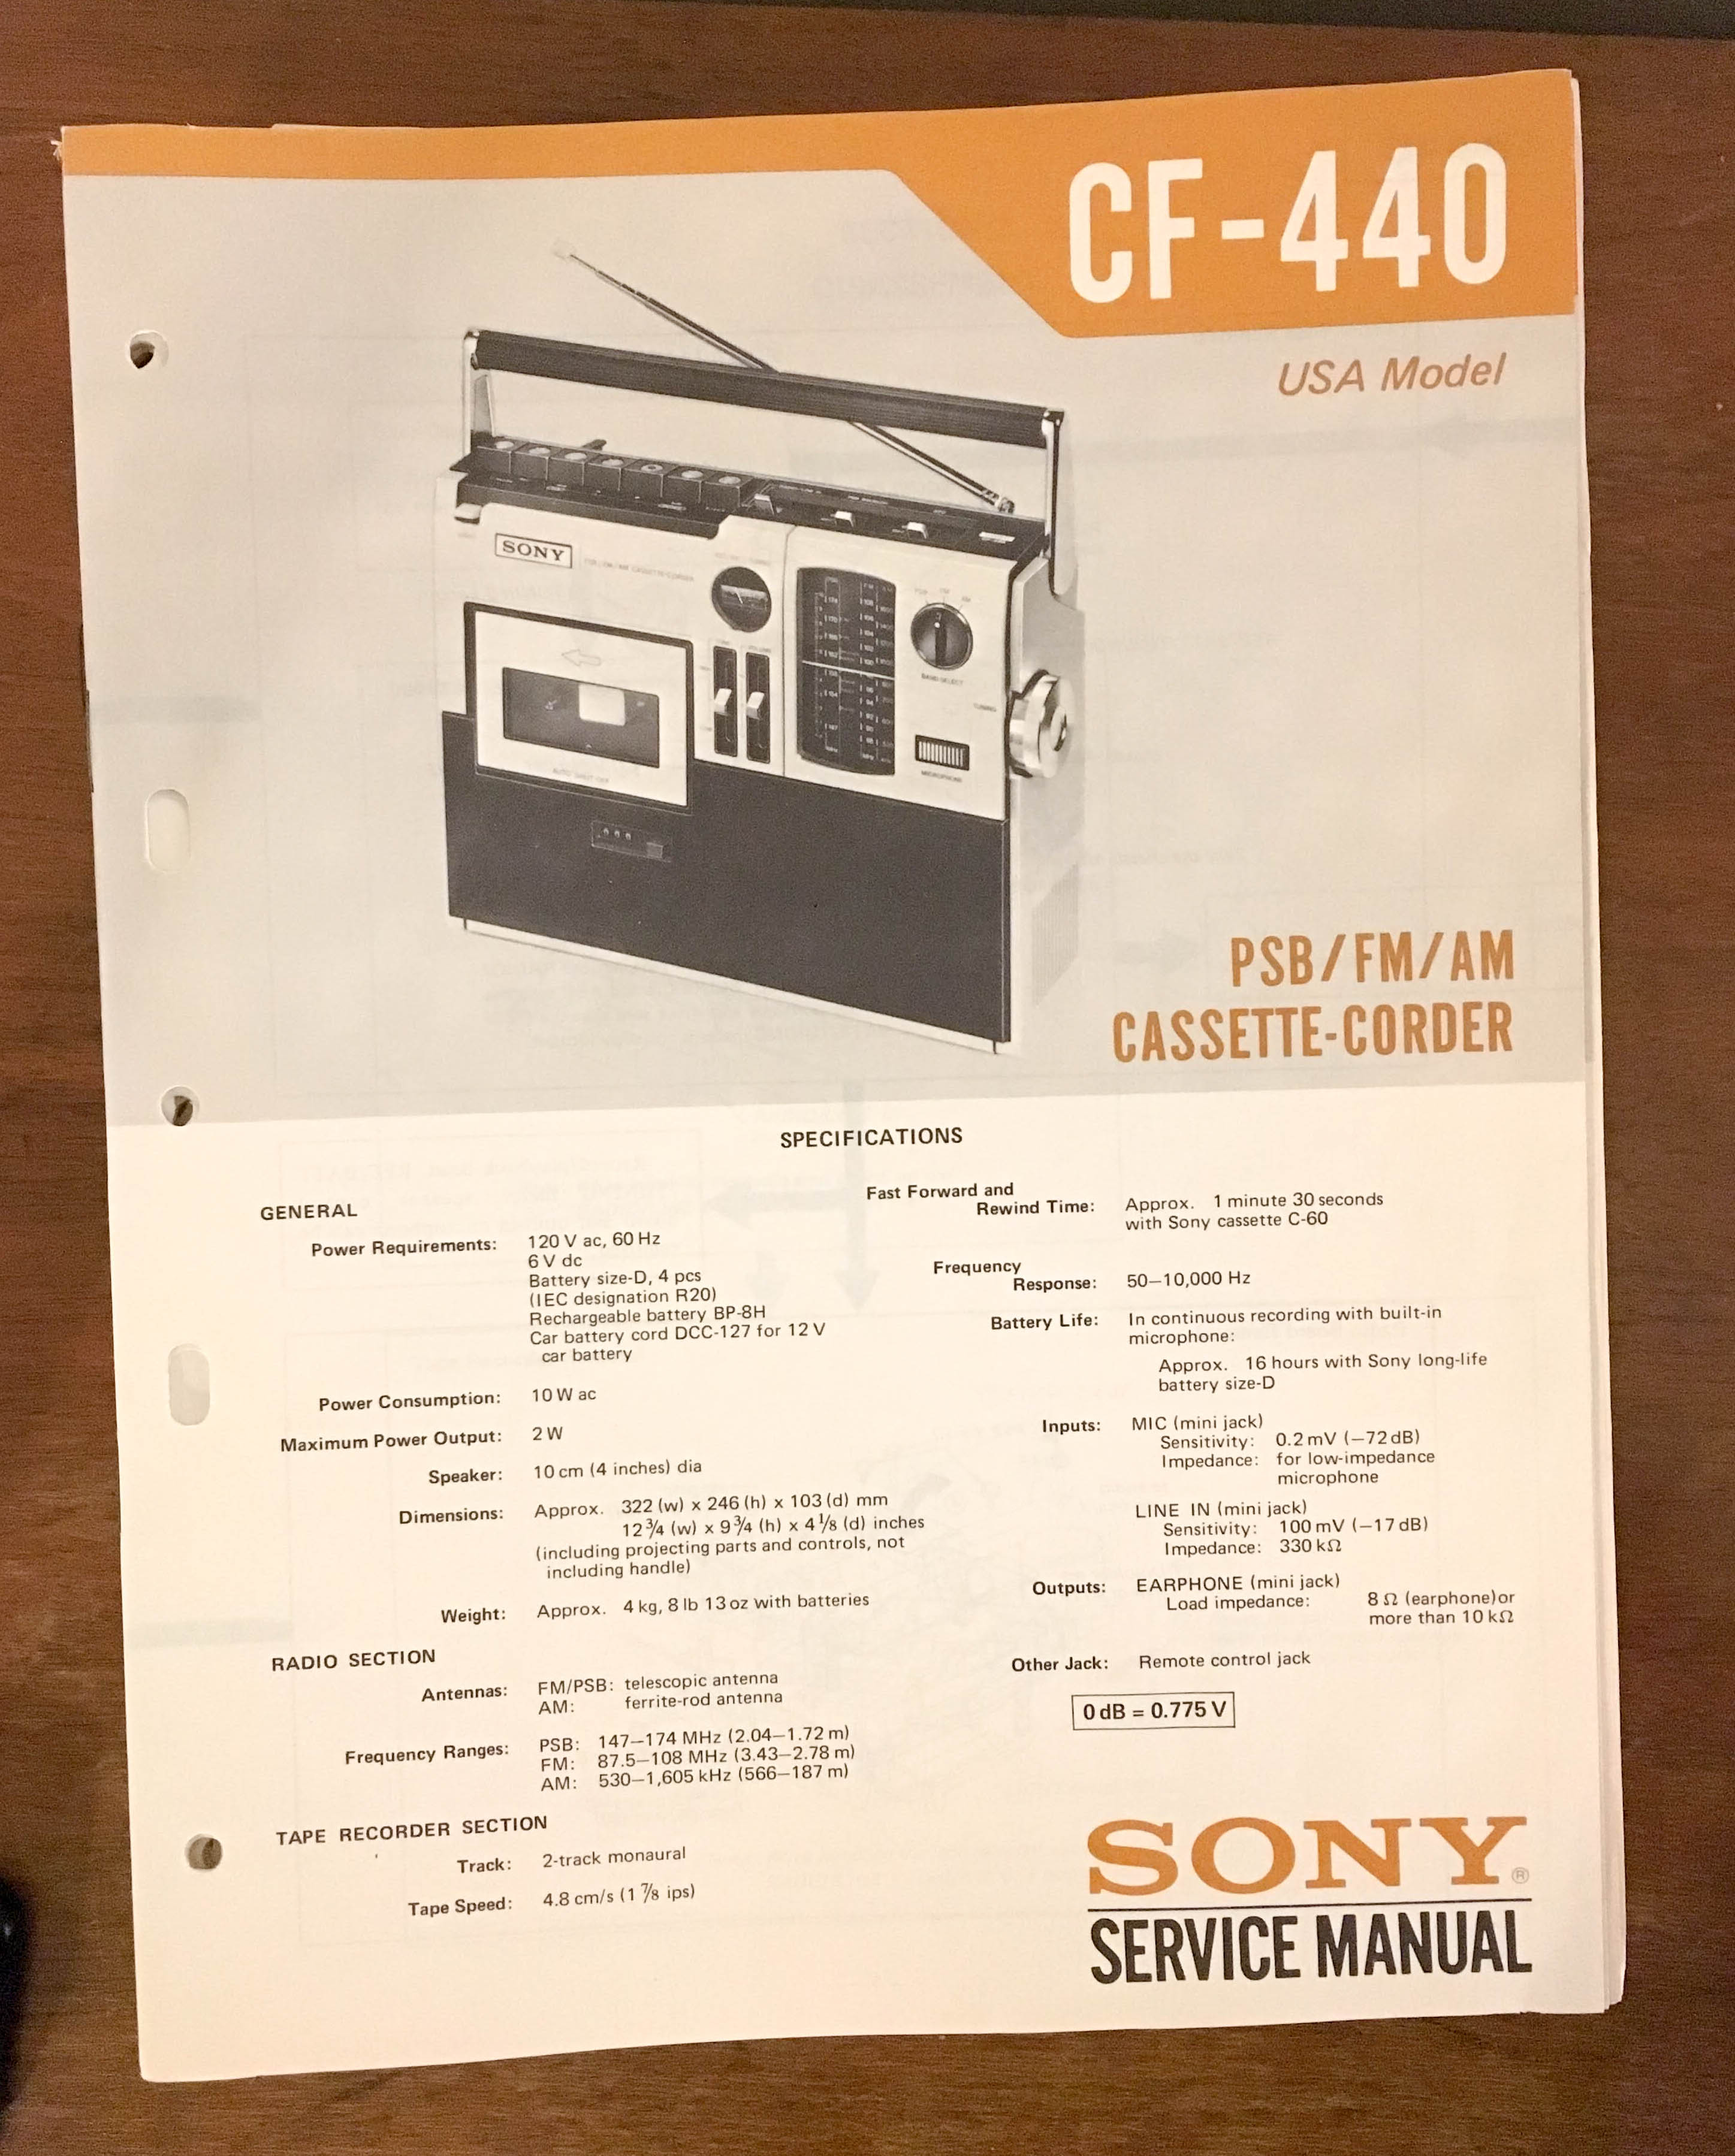 CF-440
USA Model
SONY
BAND SELECT
TUNING
MICROPHONE
AUTO SHUT OFF
PSB/FM/AM
CASSETTE-CORDER
SPECIFICATIONS
GENERAL
Power Requirements: 120 V ac, 60 Hz
6 V dc
Battery size-D, 4 pcs
(IEC designation R20)
Rechargeable battery BP-8H
Car battery cord DCC-127 for 12 V
car battery
Power Consumption: 10 W ac
Maximum Power Output: 2 W
Speaker: 10 cm (4 inches) dia
Dimensions: Approx. 322 (w) x 246 (h) x 103 (d) mm
12 3/4 (w) x 9 3/4 (h) x 4 1/8 (d) inches
(including projecting parts and controls, not
including handle)
Weight: Approx. 4 kg, 8 lb 13 oz with batteries
RADIO SECTION
Antennas: FM/PSB: telescopic antenna
AM: ferrite-rod antenna
Frequency Ranges: PSB: 147–174 MHz (2.04–1.72 m)
FM: 87.5–108 MHz (3.43–2.78 m)
AM: 530–1,605 kHz (566–187 m)
TAPE RECORDER SECTION
Track: 2-track monaural
Tape Speed: 4.8 cm/s (1 7/8 ips)
Fast Forward and
Rewind Time: Approx. 1 minute 30 seconds
with Sony cassette C-60
Frequency
Response: 50–10,000 Hz
Battery Life: In continuous recording with built-in
microphone:
Approx. 16 hours with Sony long-life
battery size-D
Inputs: MIC (mini jack)
Sensitivity: 0.2 mV (–72 dB)
Impedance: for low-impedance
microphone
LINE IN (mini jack)
Sensitivity: 100 mV (–17 dB)
Impedance: 330 kΩ
Outputs: EARPHONE (mini jack)
Load impedance: 8 Ω (earphone) or
more than 10 kΩ
Other Jack: Remote control jack
0 dB = 0.775 V
SONY®
SERVICE MANUAL